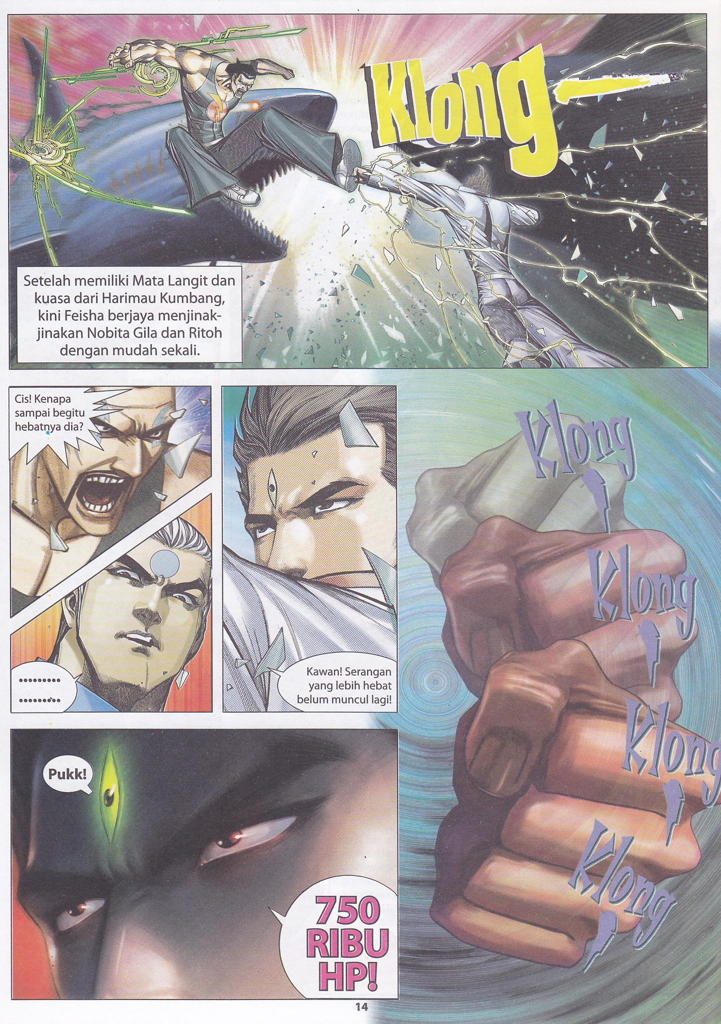 Klong
Setelah memiliki Mata Langit dan
kuasa dari Harimau Kumbang,
kini Feisha berjaya menjinak-
jinakan Nobita Gila dan Ritoh
dengan mudah sekali.
Cis! Kenapa
sampai begitu
hebatnya dia?
.........
.........
Kawan! Serangan
yang lebih hebat
belum muncul lagi!
Klong
Klong
Klong
Klong
Pukk!
750
RIBU
HP!
14